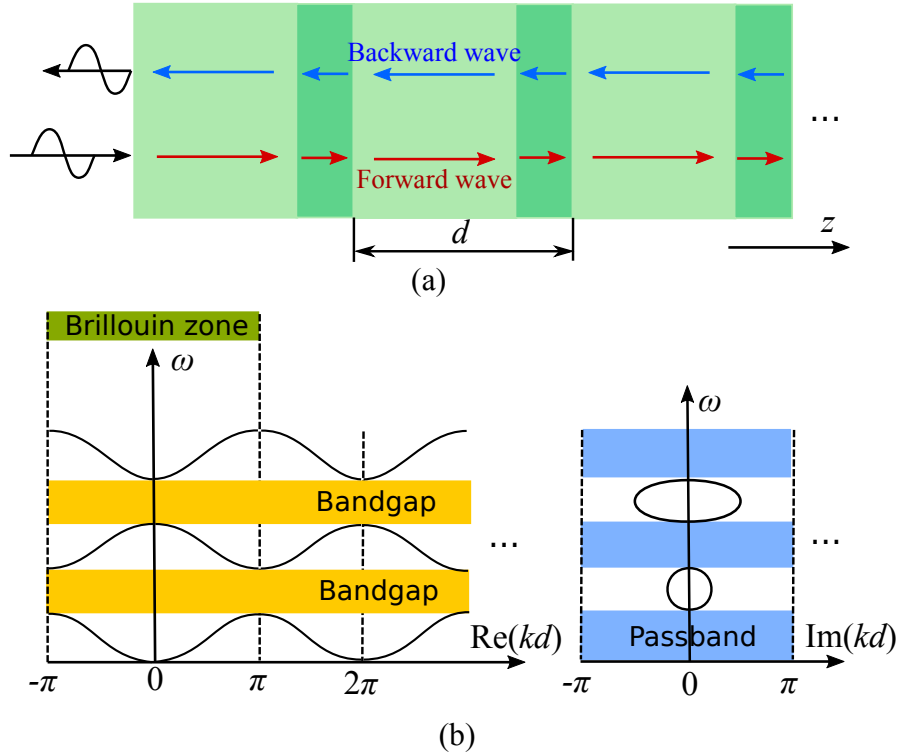 Backward wave
...
Forward wave
d
z
(a)
Brillouin zone
ω
ω
Bandgap
...
...
Bandgap
Passband
Re(kd)
Im(kd)
-π
0
π
2π
-π
0
π
(b)